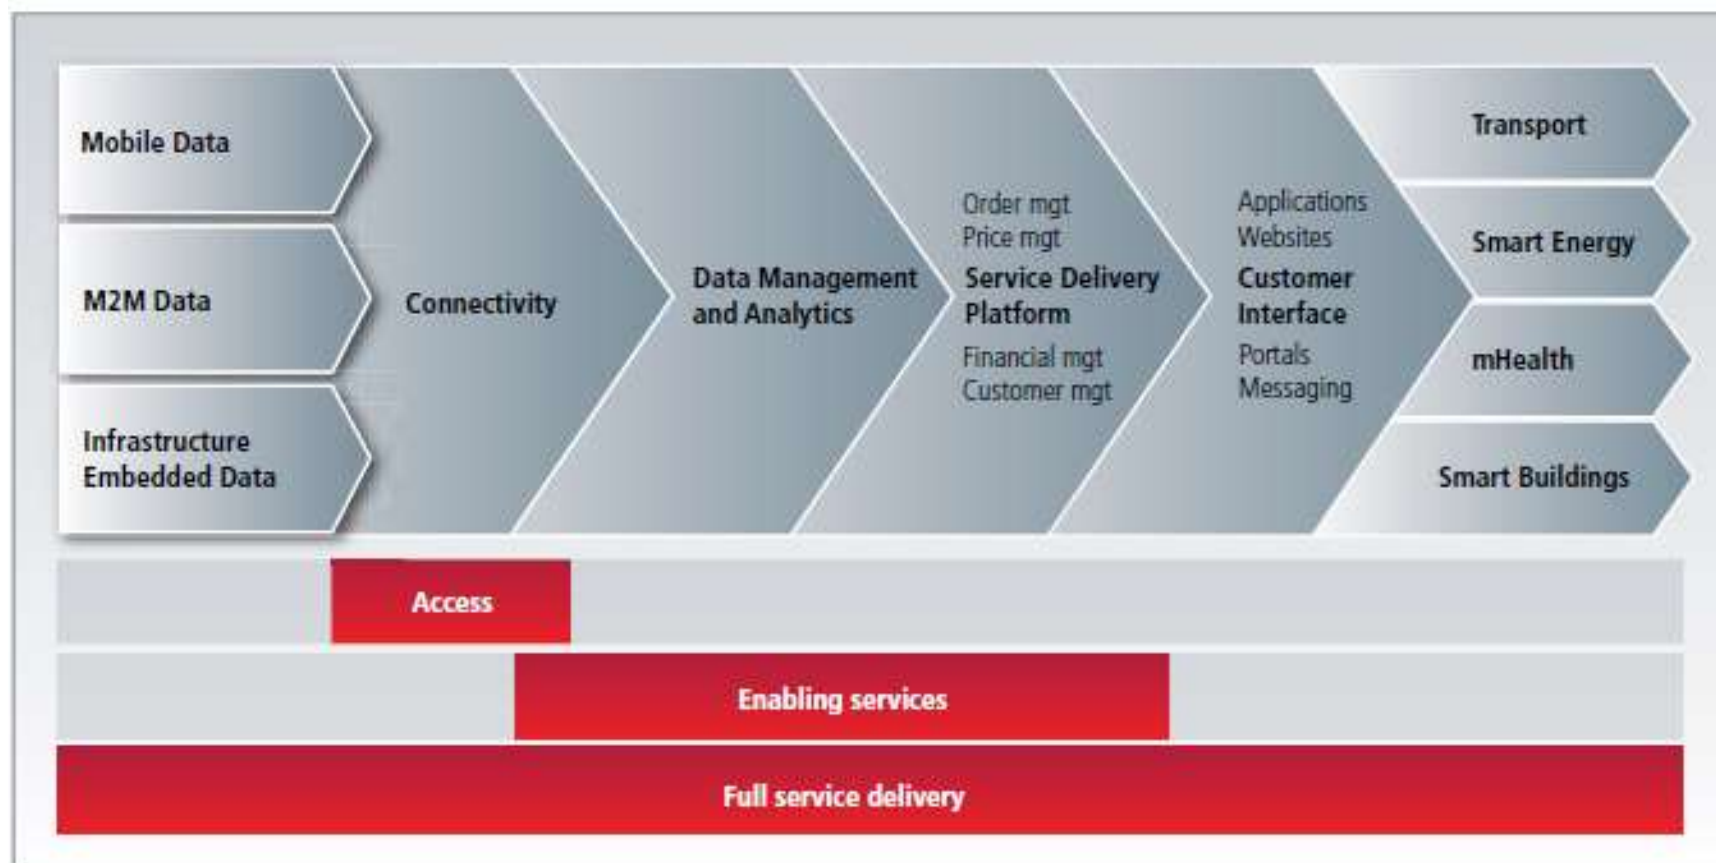 Mobile Data
M2M Data
Infrastructure
Embedded Data
Connectivity
Data Management
and Analytics
Order mgt
Price mgt
Service Delivery
Platform
Financial mgt
Customer mgt
Applications
Websites
Customer
Interface
Portals
Messaging
Transport
Smart Energy
mHealth
Smart Buildings
Access
Enabling services
Full service delivery